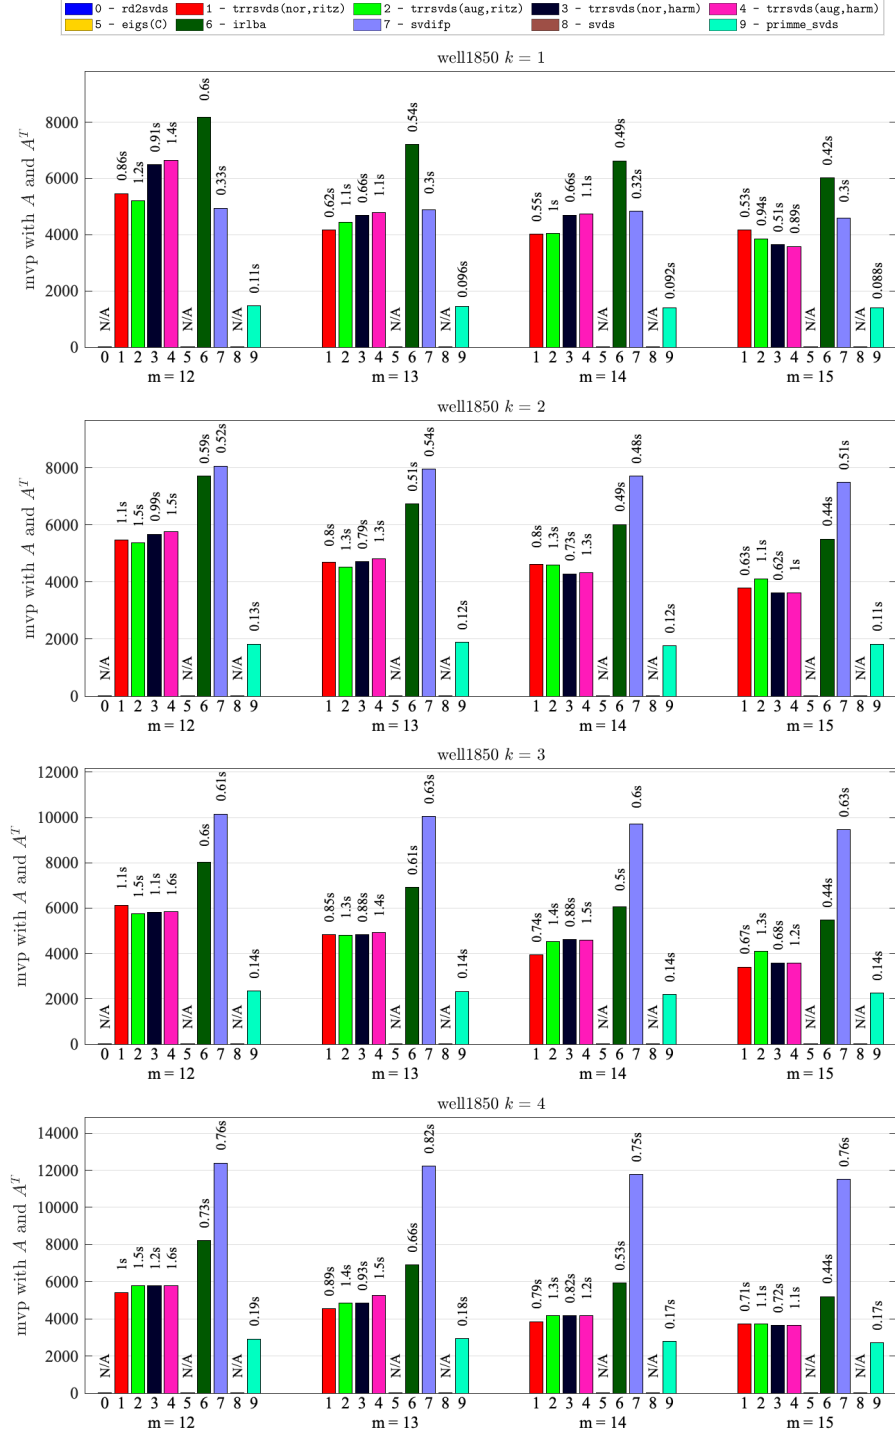 0 - rd2svds 1 - trrsvds(nor,ritz) 2 - trrsvds(aug,ritz) 3 - trrsvds(nor,harm) 4 - trrsvds(aug,harm)
5 - eigs(C) 6 - irlba 7 - svdifp 8 - svds 9 - primme_svds
well1850 k = 1
mvp with A and A^T
8000
6000
4000
2000
0
N/A 0.86s 1.2s 0.91s 1.4s N/A 0.6s 0.33s N/A 0.11s
0.62s 1.1s 0.66s 1.1s N/A 0.54s 0.3s N/A 0.096s
0.55s 1s 0.66s 1.1s N/A 0.49s 0.32s N/A 0.092s
0.53s 0.94s 0.51s 0.89s N/A 0.42s 0.3s N/A 0.088s
0 1 2 3 4 5 6 7 8 9 1 2 3 4 5 6 7 8 9 1 2 3 4 5 6 7 8 9 1 2 3 4 5 6 7 8 9
m = 12 m = 13 m = 14 m = 15
well1850 k = 2
mvp with A and A^T
8000
6000
4000
2000
0
N/A 1.1s 1.5s 0.99s 1.5s N/A 0.59s 0.52s N/A 0.13s
0.8s 1.3s 0.79s 1.3s N/A 0.51s 0.54s N/A 0.12s
0.8s 1.3s 0.73s 1.3s N/A 0.49s 0.48s N/A 0.12s
0.63s 1.1s 0.62s 1s N/A 0.44s 0.51s N/A 0.11s
0 1 2 3 4 5 6 7 8 9 1 2 3 4 5 6 7 8 9 1 2 3 4 5 6 7 8 9 1 2 3 4 5 6 7 8 9
m = 12 m = 13 m = 14 m = 15
well1850 k = 3
mvp with A and A^T
12000
10000
8000
6000
4000
2000
0
N/A 1.1s 1.5s 1.1s 1.6s N/A 0.6s 0.61s N/A 0.14s
0.85s 1.3s 0.88s 1.4s N/A 0.61s 0.63s N/A 0.14s
0.74s 1.4s 0.88s 1.5s N/A 0.5s 0.6s N/A 0.14s
0.67s 1.3s 0.68s 1.2s N/A 0.44s 0.63s N/A 0.14s
0 1 2 3 4 5 6 7 8 9 1 2 3 4 5 6 7 8 9 1 2 3 4 5 6 7 8 9 1 2 3 4 5 6 7 8 9
m = 12 m = 13 m = 14 m = 15
well1850 k = 4
mvp with A and A^T
14000
12000
10000
8000
6000
4000
2000
0
N/A 1s 1.5s 1.2s 1.6s N/A 0.73s 0.76s N/A 0.19s
0.89s 1.4s 0.93s 1.5s N/A 0.66s 0.82s N/A 0.18s
0.79s 1.3s 0.82s 1.2s N/A 0.53s 0.75s N/A 0.17s
0.71s 1.1s 0.72s 1.1s N/A 0.44s 0.76s N/A 0.17s
0 1 2 3 4 5 6 7 8 9 1 2 3 4 5 6 7 8 9 1 2 3 4 5 6 7 8 9 1 2 3 4 5 6 7 8 9
m = 12 m = 13 m = 14 m = 15